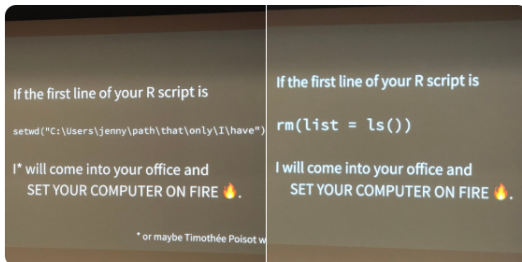 If the first line of your R script is
setwd("C:\Users\jenny\path\that\only\I\have")
I* will come into your office and
SET YOUR COMPUTER ON FIRE 🔥.
* or maybe Timothée Poisot w
If the first line of your R script is
rm(list = ls())
I will come into your office and
SET YOUR COMPUTER ON FIRE 🔥.